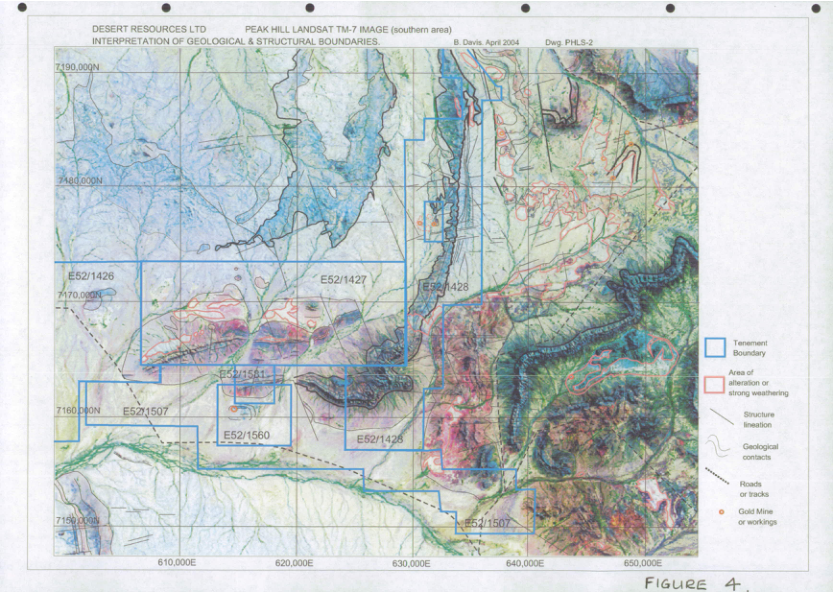 DESERT RESOURCES LTD PEAK HILL LANDSAT TM-7 IMAGE (southern area)
INTERPRETATION OF GEOLOGICAL & STRUCTURAL BOUNDARIES. B. Davis. April 2004 Dwg. PHLS-2
7190,000N
7180,000N
E52/1426
E52/1427
E52/1428
7170,000N
Tenement
Boundary
E52/1581
Area of
alteration or
strong weathering
7160,000N
E52/1507
Structure
lineation
E52/1560
E52/1428
Geological
contacts
Roads
or tracks
Gold Mine
or workings
7150,000N
E52/1507
610,000E 620,000E 630,000E 640,000E 650,000E
FIGURE 4.